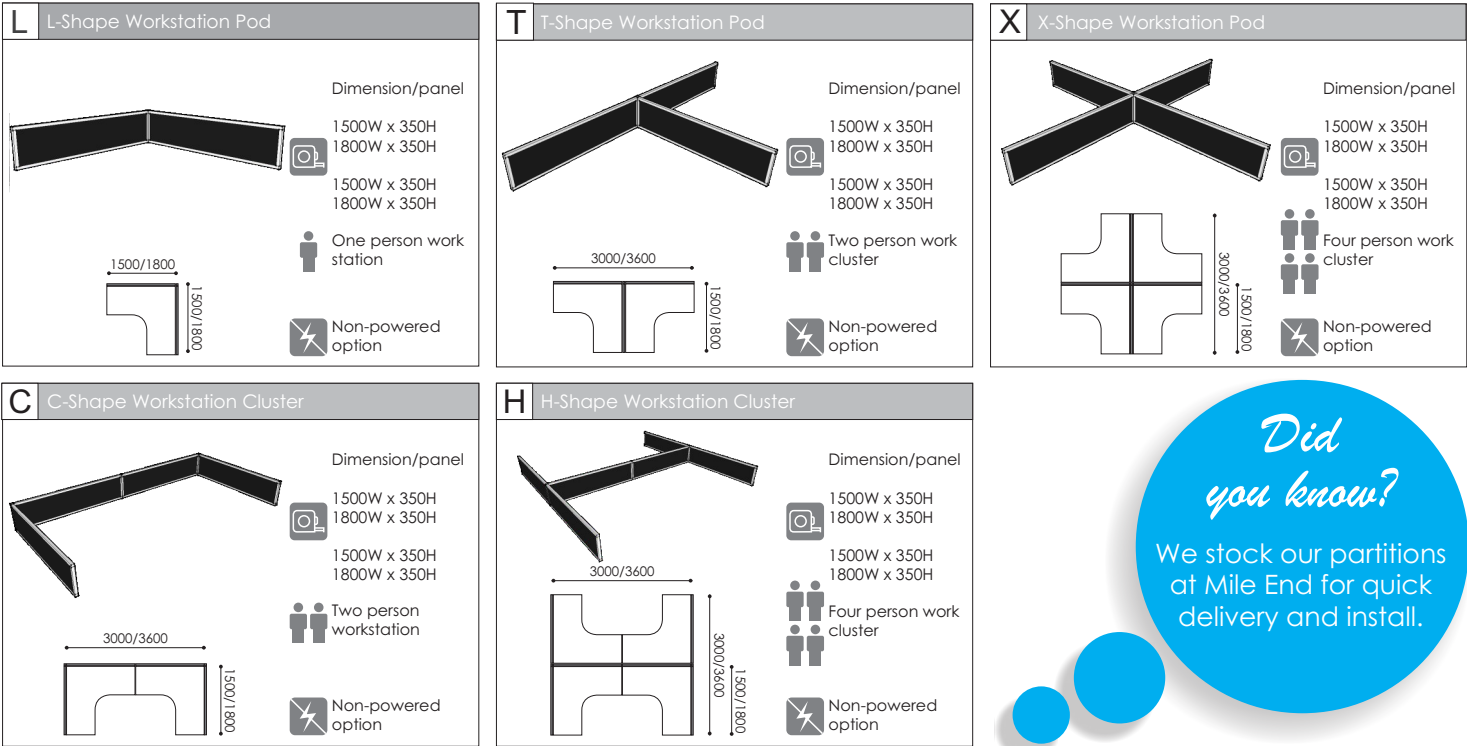 L
L-Shape Workstation Pod
Dimension/panel
1500W x 350H
1800W x 350H
1500W x 350H
1800W x 350H
One person work
station
1500/1800
1500/1800
Non-powered
option
T
T-Shape Workstation Pod
Dimension/panel
1500W x 350H
1800W x 350H
1500W x 350H
1800W x 350H
Two person work
cluster
3000/3600
1500/1800
Non-powered
option
X
X-Shape Workstation Pod
Dimension/panel
1500W x 350H
1800W x 350H
1500W x 350H
1800W x 350H
Four person work
cluster
3000/3600
1500/1800
Non-powered
option
C
C-Shape Workstation Cluster
Dimension/panel
1500W x 350H
1800W x 350H
1500W x 350H
1800W x 350H
Two person
workstation
3000/3600
1500/1800
Non-powered
option
H
H-Shape Workstation Cluster
Dimension/panel
1500W x 350H
1800W x 350H
1500W x 350H
1800W x 350H
3000/3600
Four person work
cluster
3000/3600
1500/1800
Non-powered
option
Did
you know?
We stock our partitions
at Mile End for quick
delivery and install.